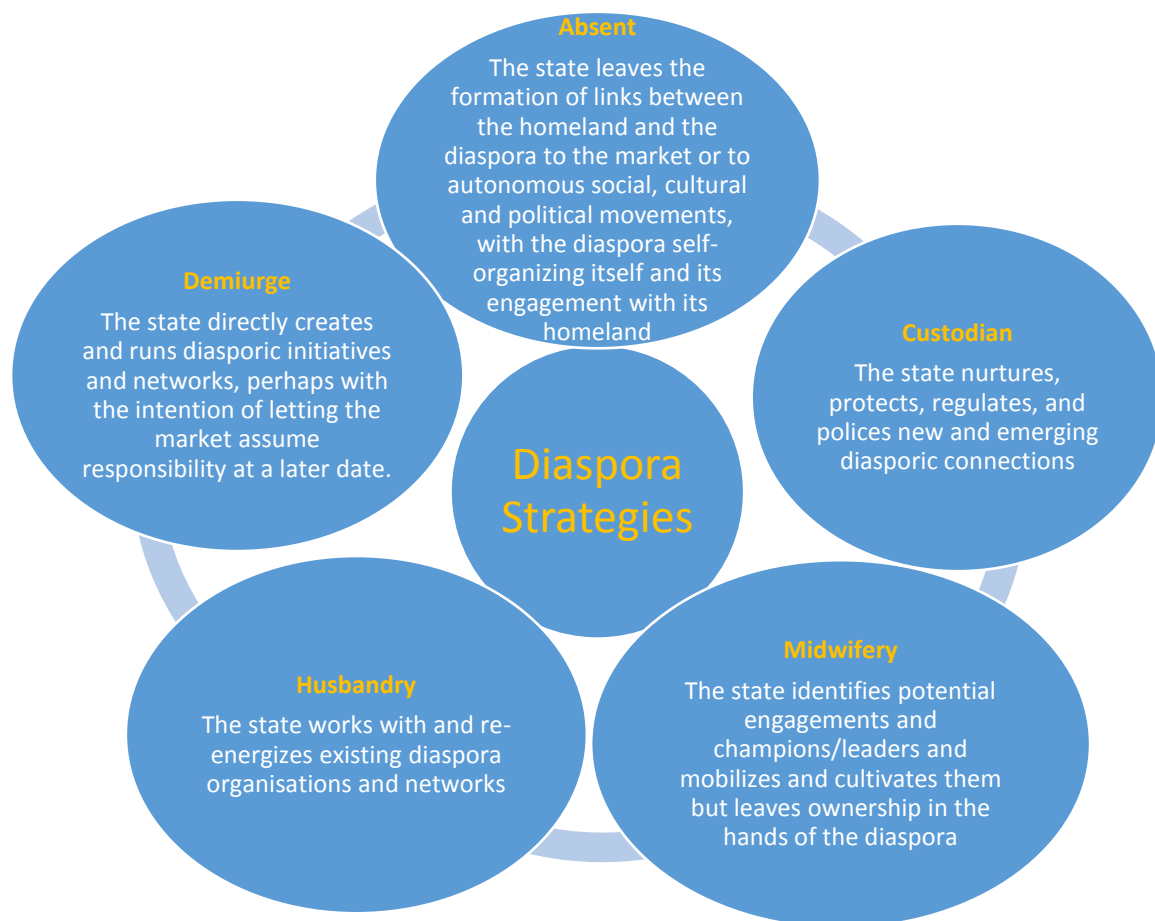 Absent
The state leaves the
formation of links between
the homeland and the
diaspora to the market or to
autonomous social, cultural
and political movements,
with the diaspora self-
organizing itself and its
engagement with its
homeland
Custodian
The state nurtures,
protects, regulates, and
polices new and emerging
diasporic connections
Midwifery
The state identifies potential
engagements and
champions/leaders and
mobilizes and cultivates them
but leaves ownership in the
hands of the diaspora
Husbandry
The state works with and re-
energizes existing diaspora
organisations and networks
Demiurge
The state directly creates
and runs diasporic initiatives
and networks, perhaps with
the intention of letting the
market assume
responsibility at a later date.
Diaspora
Strategies